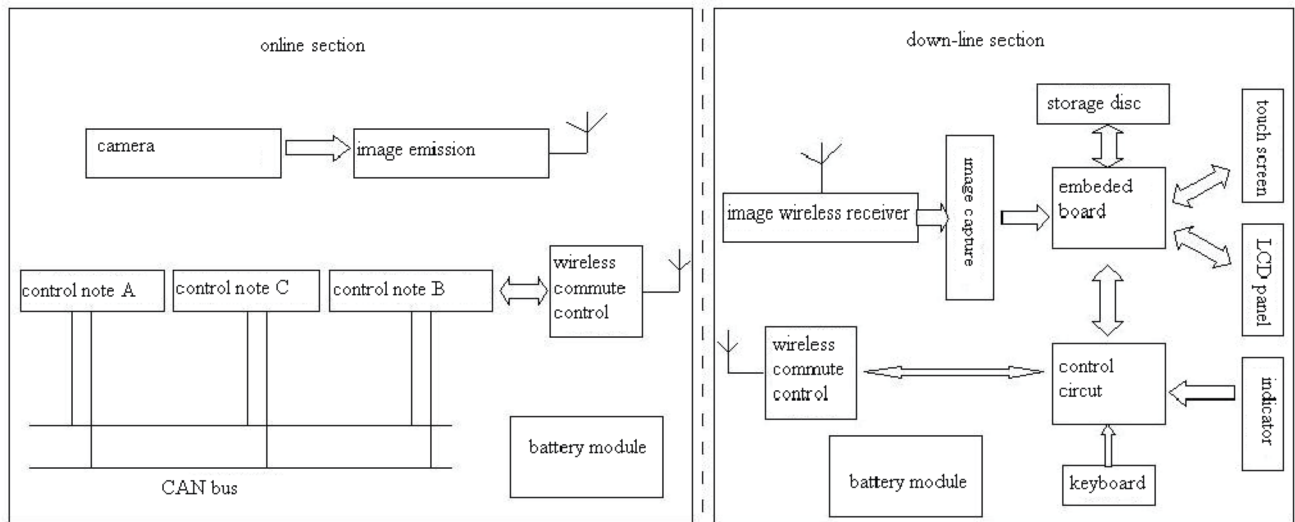 online section
camera
image emission
control note A
control note C
control note B
wireless
commute
control
battery module
CAN bus
down-line section
storage disc
touch screen
image wireless receiver
image capture
embeded
board
LCD panel
wireless
commute
control
control
circut
indicator
battery module
keyboard